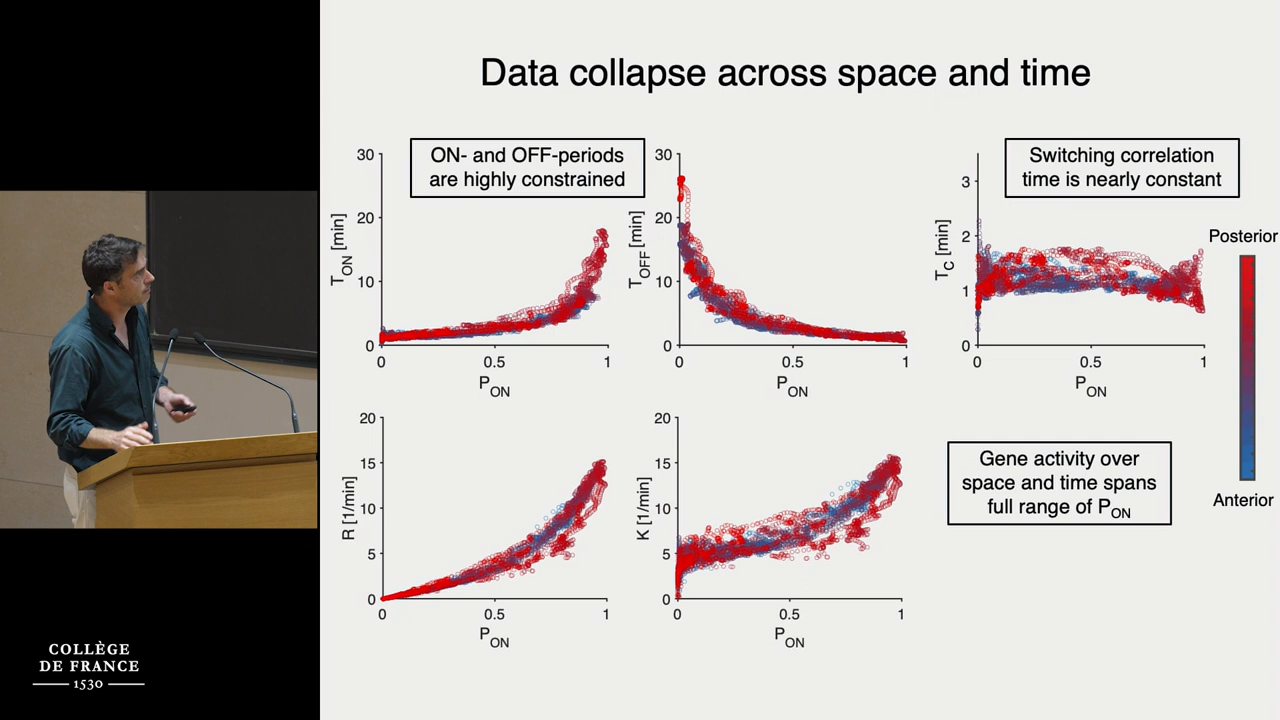 Data collapse across space and time
ON- and OFF-periods
are highly constrained
Switching correlation
time is nearly constant
30
20
10
0
T_ON [min]
0
0.5
1
P_ON
30
20
10
0
T_OFF [min]
0
0.5
1
P_ON
3
2
1
0
T_C [min]
0
0.5
1
P_ON
Posterior
Anterior
20
15
10
5
0
R [1/min]
0
0.5
1
P_ON
20
15
10
5
0
K [1/min]
0
0.5
1
P_ON
Gene activity over
space and time spans
full range of P_ON
COLLÈGE
DE FRANCE
1530